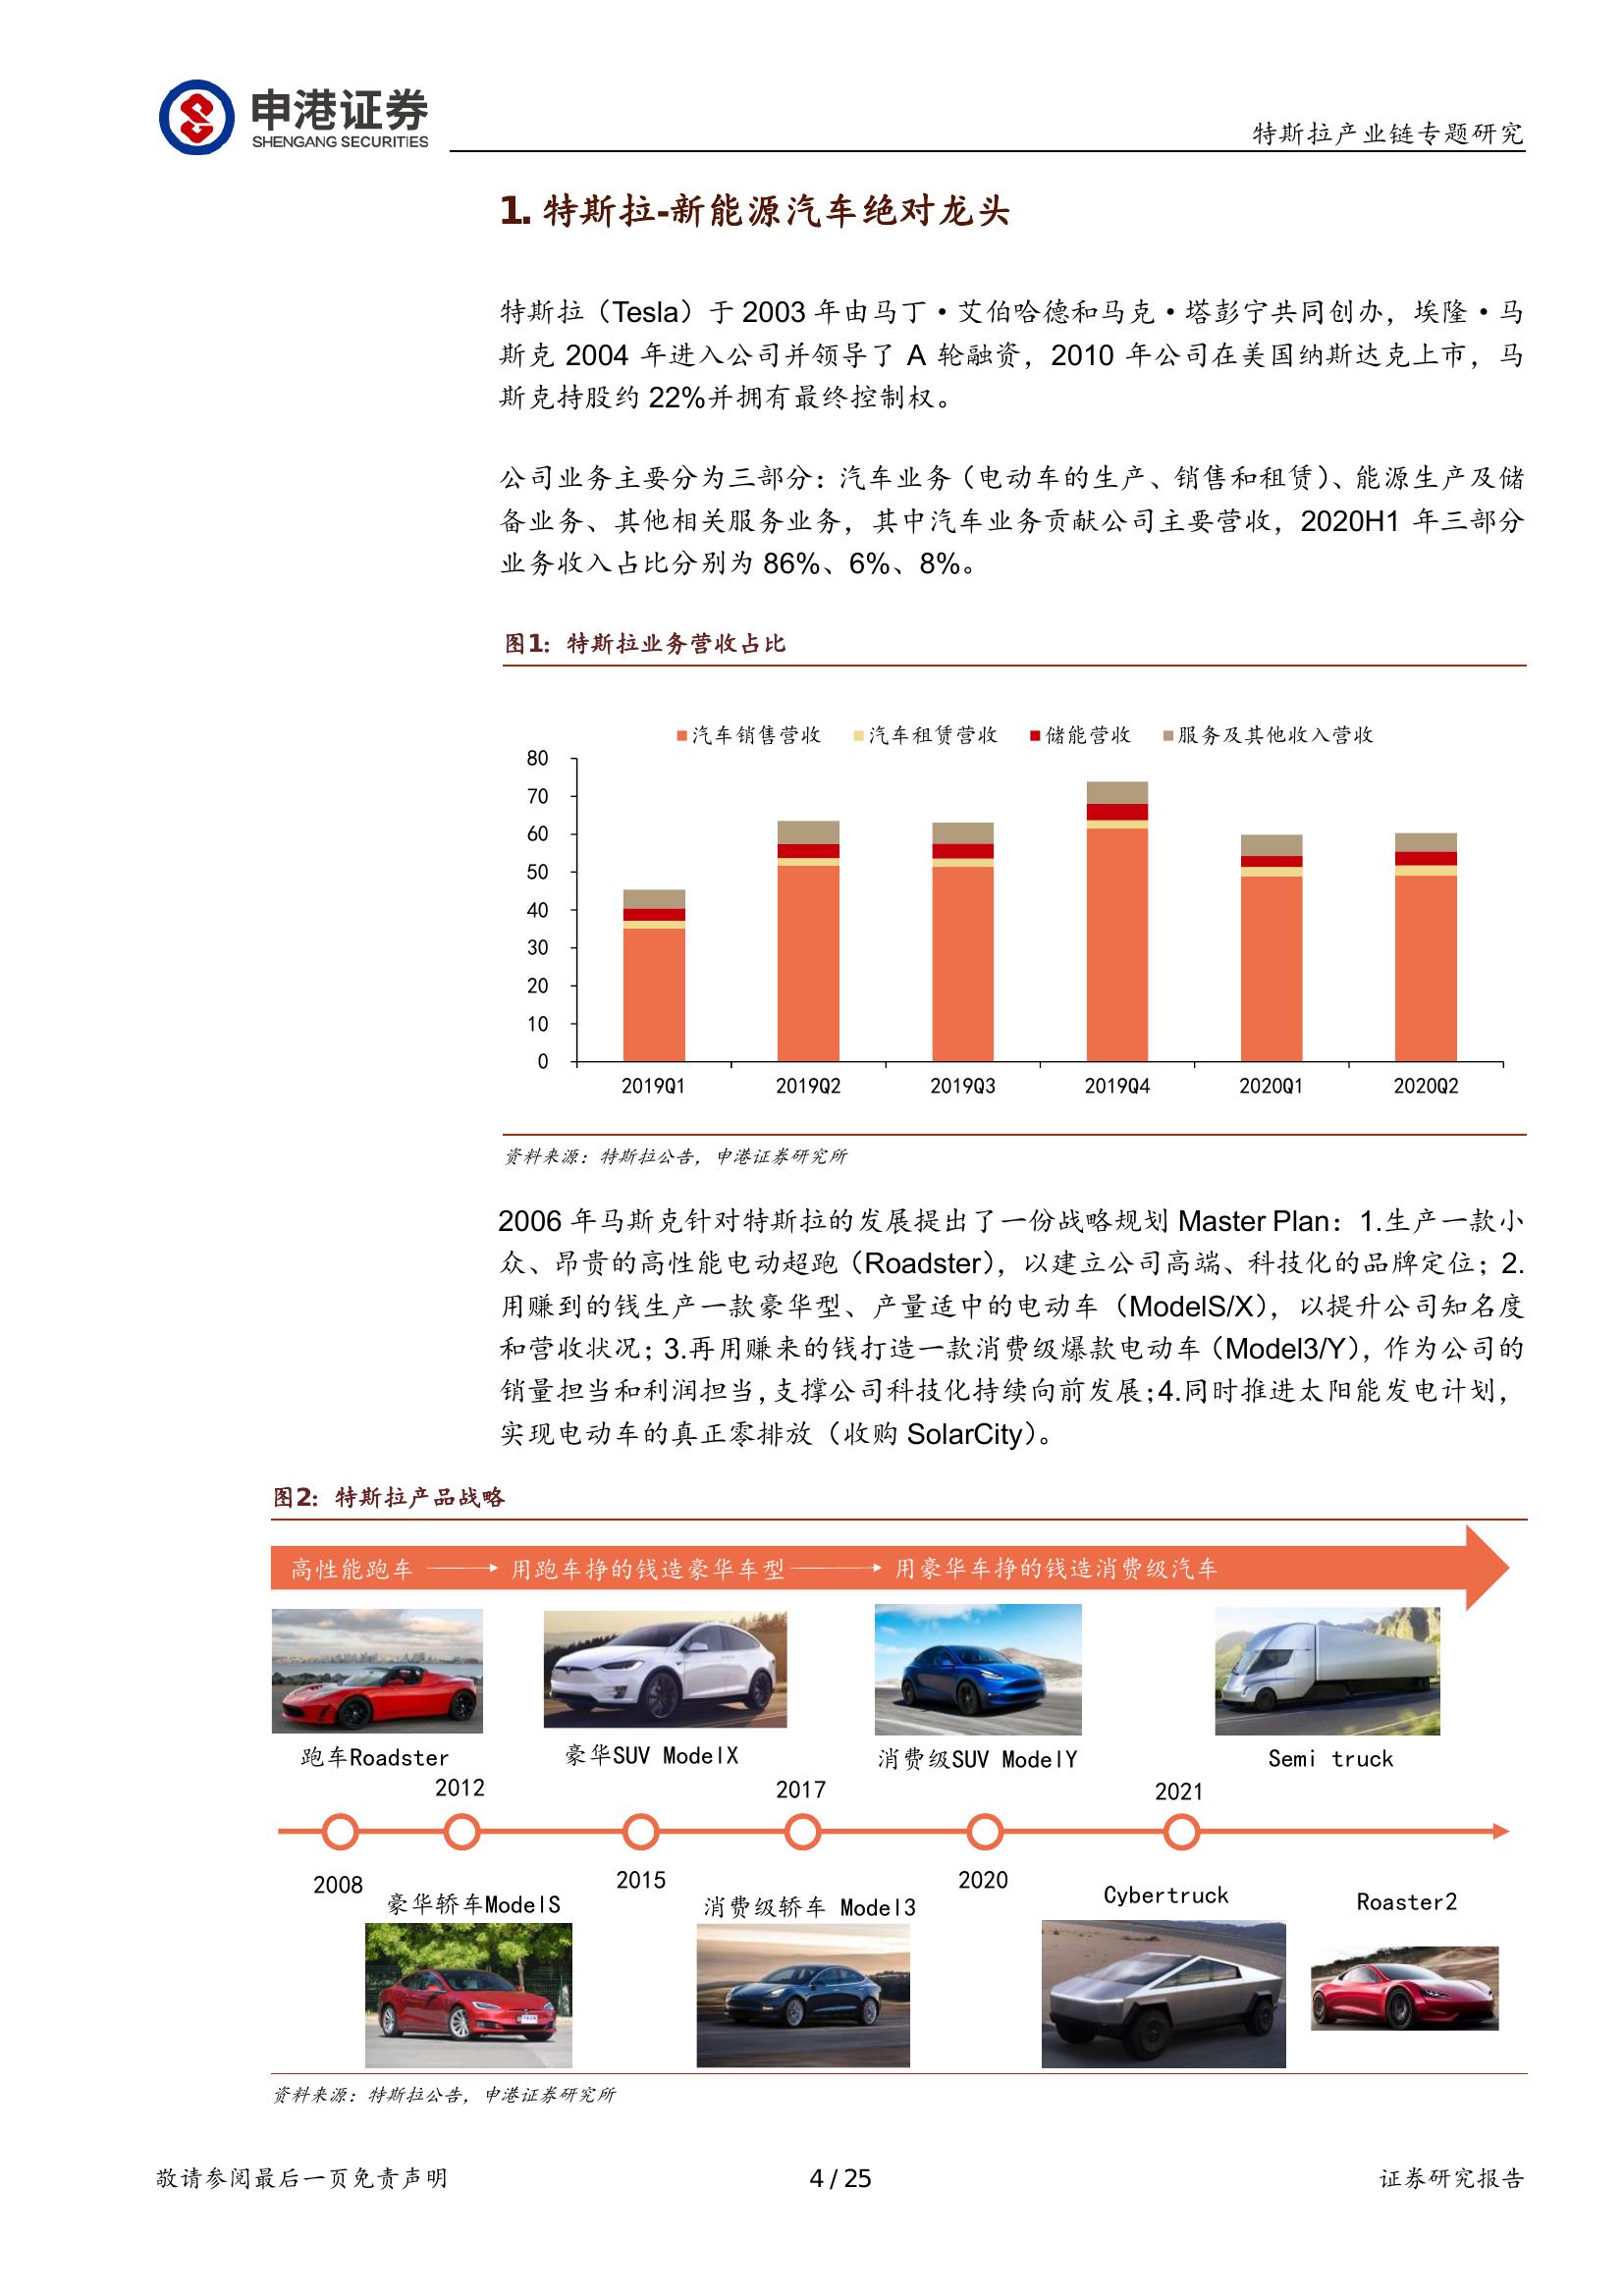 申港证券
SHENGANG SECURITIES
特斯拉产业链专题研究
1. 特斯拉-新能源汽车绝对龙头
特斯拉（Tesla）于 2003 年由马丁·艾伯哈德和马克·塔彭宁共同创办，埃隆·马
斯克 2004 年进入公司并领导了 A 轮融资，2010 年公司在美国纳斯达克上市，马
斯克持股约 22%并拥有最终控制权。
公司业务主要分为三部分：汽车业务（电动车的生产、销售和租赁）、能源生产及储
备业务、其他相关服务业务，其中汽车业务贡献公司主要营收，2020H1 年三部分
业务收入占比分别为 86%、6%、8%。
图1：特斯拉业务营收占比
汽车销售营收 汽车租赁营收 储能营收 服务及其他收入营收
80
70
60
50
40
30
20
10
0
2019Q1 2019Q2 2019Q3 2019Q4 2020Q1 2020Q2
资料来源：特斯拉公告，申港证券研究所
2006 年马斯克针对特斯拉的发展提出了一份战略规划 Master Plan：1.生产一款小
众、昂贵的高性能电动超跑（Roadster），以建立公司高端、科技化的品牌定位；2.
用赚到的钱生产一款豪华型、产量适中的电动车（ModelS/X），以提升公司知名度
和营收状况；3.再用赚来的钱打造一款消费级爆款电动车（Model3/Y），作为公司的
销量担当和利润担当，支撑公司科技化持续向前发展；4.同时推进太阳能发电计划，
实现电动车的真正零排放（收购 SolarCity）。
图2：特斯拉产品战略
高性能跑车 用跑车挣的钱造豪华车型 用豪华车挣的钱造消费级汽车
跑车Roadster 豪华SUV ModelX 消费级SUV ModelY Semi truck
2012 2017 2021
2008 2015 2020
豪华轿车ModelS 消费级轿车 Model3 Cybertruck Roaster2
资料来源：特斯拉公告，申港证券研究所
敬请参阅最后一页免责声明 4 / 25 证券研究报告